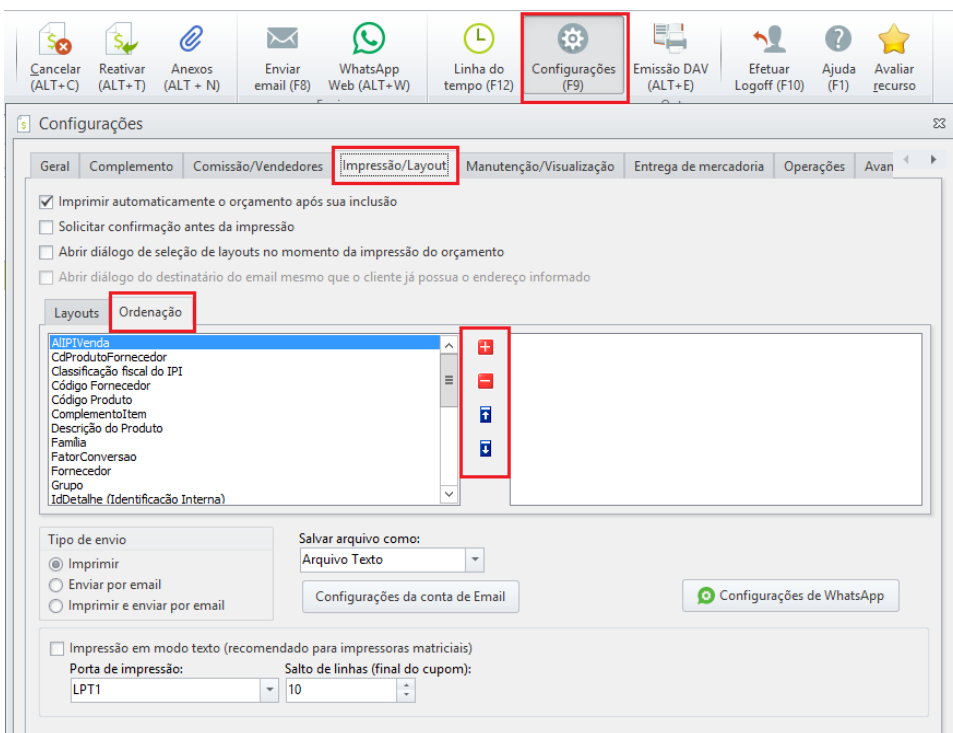 Cancelar (ALT+C)
Reativar (ALT+T)
Anexos (ALT + N)
Enviar email (F8)
WhatsApp Web (ALT+W)
Linha do tempo (F12)
Configurações (F9)
Emissão DAV (ALT+E)
Efetuar Logoff (F10)
Ajuda (F1)
Avaliar recurso
Configurações
Geral Complemento Comissão/Vendedores Impressão/Layout Manutenção/Visualização Entrega de mercadoria Operações Avan
Imprimir automaticamente o orçamento após sua inclusão
Solicitar confirmação antes da impressão
Abrir diálogo de seleção de layouts no momento da impressão do orçamento
Abrir diálogo do destinatário do email mesmo que o cliente já possua o endereço informado
Layouts Ordenação
AlIPIVenda
CdProdutoFornecedor
Classificação fiscal do IPI
Código Fornecedor
Código Produto
ComplementoItem
Descrição do Produto
Família
FatorConversao
Fornecedor
Grupo
IdDetalhe (Identificação Interna)
Tipo de envio
Imprimir
Enviar por email
Imprimir e enviar por email
Salvar arquivo como:
Arquivo Texto
Configurações da conta de Email
Configurações de WhatsApp
Impressão em modo texto (recomendado para impressoras matriciais)
Porta de impressão: Salto de linhas (final do cupom):
LPT1 10